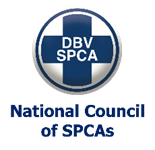 DBV
SPCA
National Council
of SPCAs